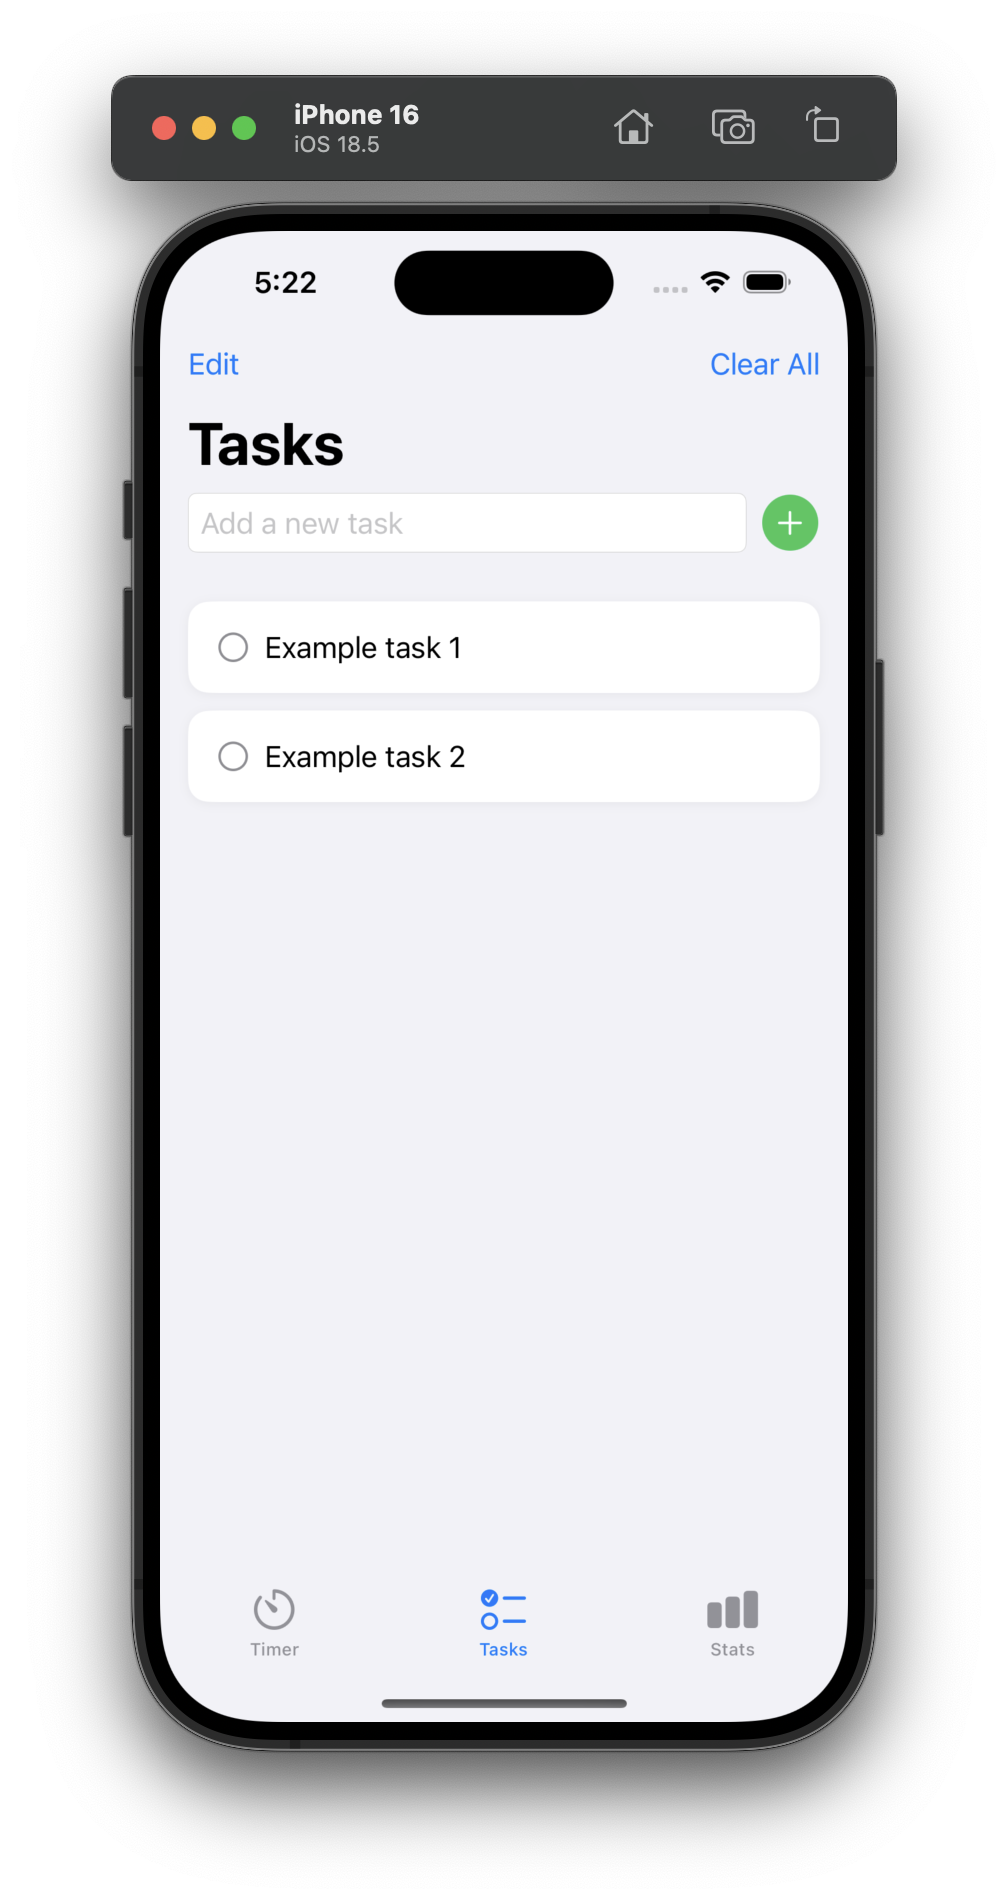 iPhone 16
iOS 18.5
5:22
Edit
Clear All
Tasks
Add a new task
Example task 1
Example task 2
Timer
Tasks
Stats